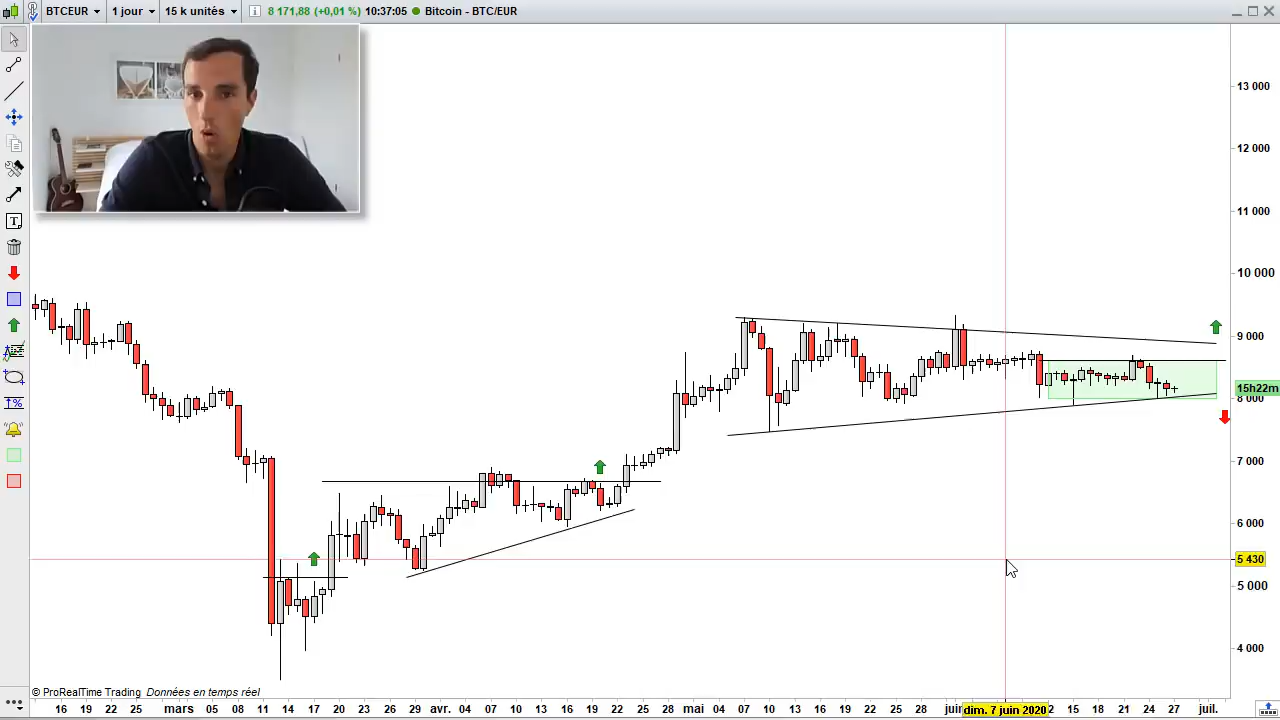 BTCEUR 1 jour 15 k unités 8 171,88 (+0,01 %) 10:37:05 Bitcoin - BTC/EUR
13 000
12 000
11 000
10 000
9 000
15h22m
8 000
7 000
6 000
5 430
5 000
4 000
© ProRealTime Trading Données en temps réel
16 19 22 25 mars 05 08 11 14 17 20 23 26 29 avr. 07 10 13 16 19 22 25 28 mai 04 07 10 13 16 19 22 25 28 juin dim. 7 juin 2020 2 15 18 21 24 27 juil.